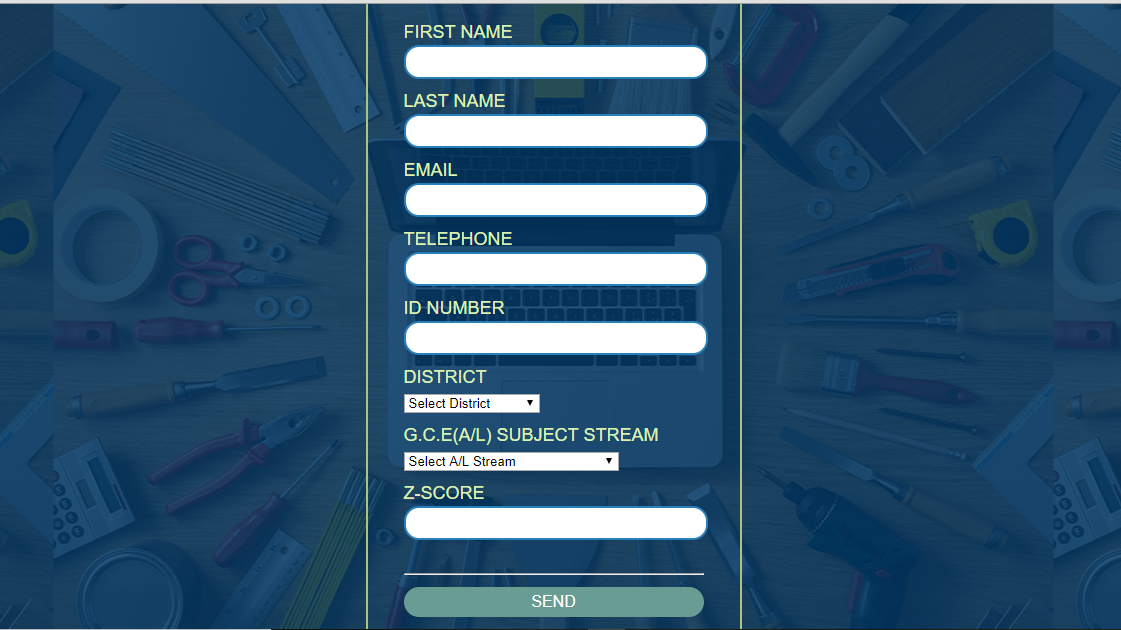 FIRST NAME
LAST NAME
EMAIL
TELEPHONE
ID NUMBER
DISTRICT
Select District
G.C.E(A/L) SUBJECT STREAM
Select A/L Stream
Z-SCORE
SEND